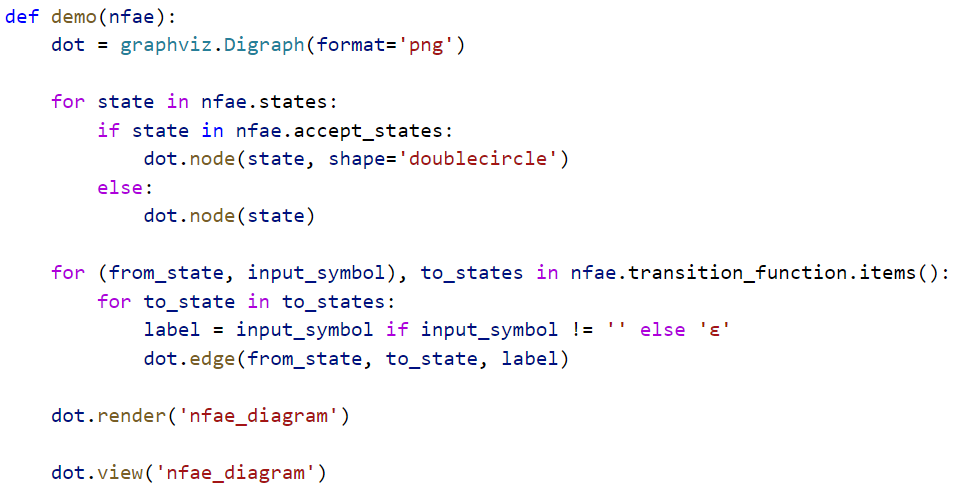 def demo(nfae):
    dot = graphviz.Digraph(format='png')

    for state in nfae.states:
        if state in nfae.accept_states:
            dot.node(state, shape='doublecircle')
        else:
            dot.node(state)

    for (from_state, input_symbol), to_states in nfae.transition_function.items():
        for to_state in to_states:
            label = input_symbol if input_symbol != '' else 'ε'
            dot.edge(from_state, to_state, label)

    dot.render('nfae_diagram')

    dot.view('nfae_diagram')